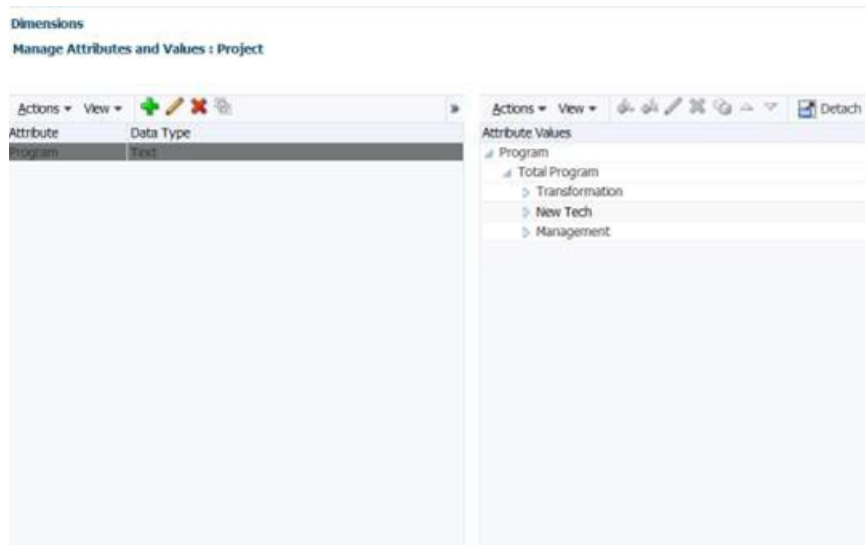 Dimensions
Manage Attributes and Values : Project
Actions View
Attribute Data Type
Program Text
Actions View Detach
Attribute Values
Program
Total Program
Transformation
New Tech
Management